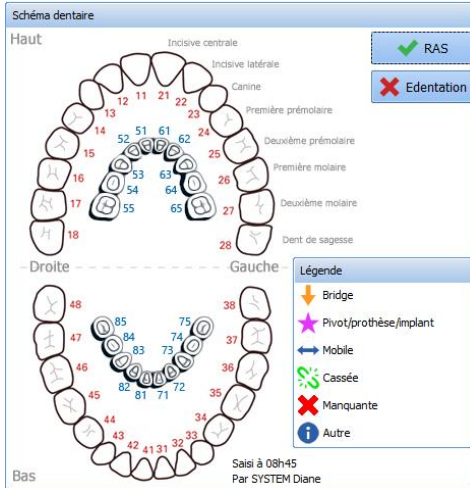 Schéma dentaire
Haut
Incisive centrale
RAS
Incisive latérale
Canine
Edentation
11 21
12 22
13 23
Première prémolaire
14 24
51 61
52 62
Deuxième prémolaire
15 25
53 63
Première molaire
16 26
54 64
55 65
Deuxième molaire
17 27
18 28
Dent de sagesse
Droite Gauche
Légende
Bridge
Pivot/prothèse/implant
Mobile
Cassée
Manquante
Autre
48 38
85 75
84 74
47 37
83 73
82 81 71 72
46 36
45 35
44 34
43 33
42 41 31 32
Saisi à 08h45
Par SYSTEM Diane
Bas